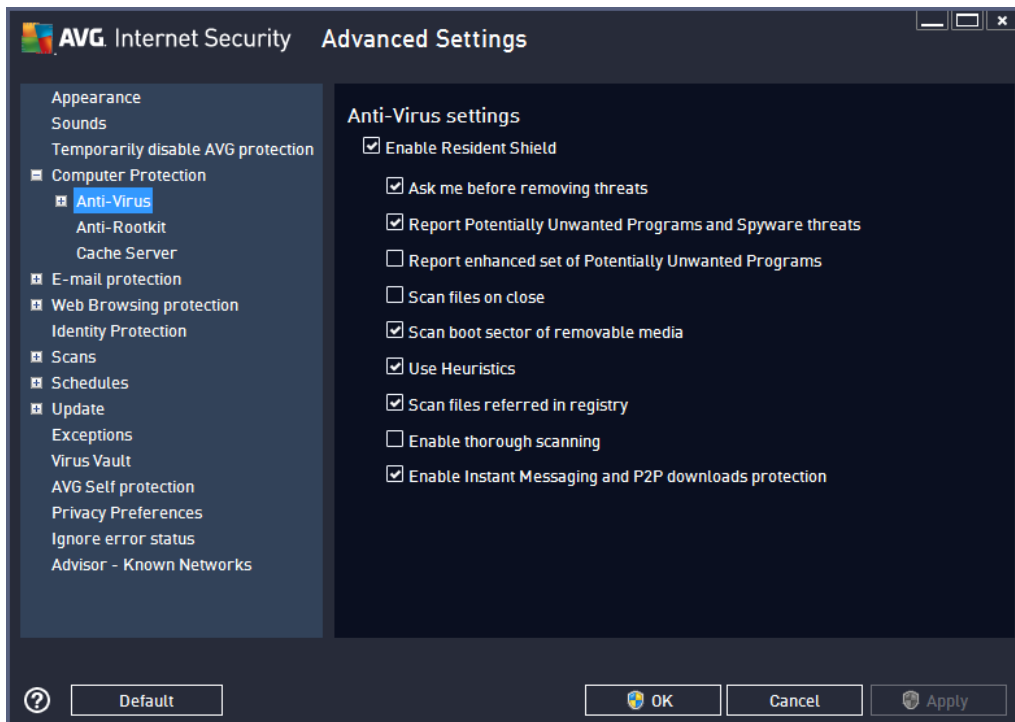 AVG. Internet Security Advanced Settings
Appearance
Sounds
Temporarily disable AVG protection
Computer Protection
Anti-Virus
Anti-Rootkit
Cache Server
E-mail protection
Web Browsing protection
Identity Protection
Scans
Schedules
Update
Exceptions
Virus Vault
AVG Self protection
Privacy Preferences
Ignore error status
Advisor - Known Networks
Anti-Virus settings
Enable Resident Shield
Ask me before removing threats
Report Potentially Unwanted Programs and Spyware threats
Report enhanced set of Potentially Unwanted Programs
Scan files on close
Scan boot sector of removable media
Use Heuristics
Scan files referred in registry
Enable thorough scanning
Enable Instant Messaging and P2P downloads protection
? Default OK Cancel Apply